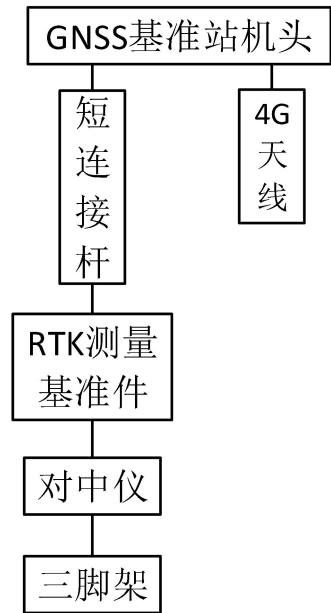 GNSS基准站机头
短
连
接
杆
4G
天
线
RTK测量
基准件
对中仪
三脚架